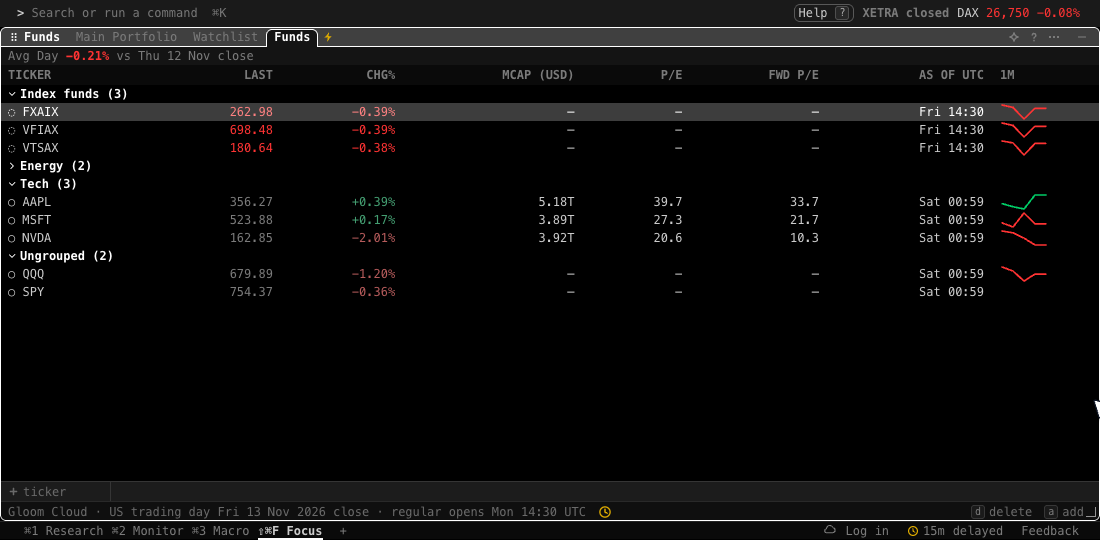 > Search or run a command ⌘K Help ? XETRA closed DAX 26,750 −0.08%
Funds Main Portfolio Watchlist Funds ? ··· −
Avg Day −0.21% vs Thu 12 Nov close
TICKER LAST CHG% MCAP (USD) P/E FWD P/E AS OF UTC 1M
Index funds (3)
FXAIX 262.98 −0.39% — — — Fri 14:30
VFIAX 698.48 −0.39% — — — Fri 14:30
VTSAX 180.64 −0.38% — — — Fri 14:30
Energy (2)
Tech (3)
AAPL 356.27 +0.39% 5.18T 39.7 33.7 Sat 00:59
MSFT 523.88 +0.17% 3.89T 27.3 21.7 Sat 00:59
NVDA 162.85 −2.01% 3.92T 20.6 10.3 Sat 00:59
Ungrouped (2)
QQQ 679.89 −1.20% — — — Sat 00:59
SPY 754.37 −0.36% — — — Sat 00:59
+ ticker
Gloom Cloud · US trading day Fri 13 Nov 2026 close · regular opens Mon 14:30 UTC d delete a add
⌘1 Research ⌘2 Monitor ⌘3 Macro ⇧⌘F Focus + Log in 15m delayed Feedback